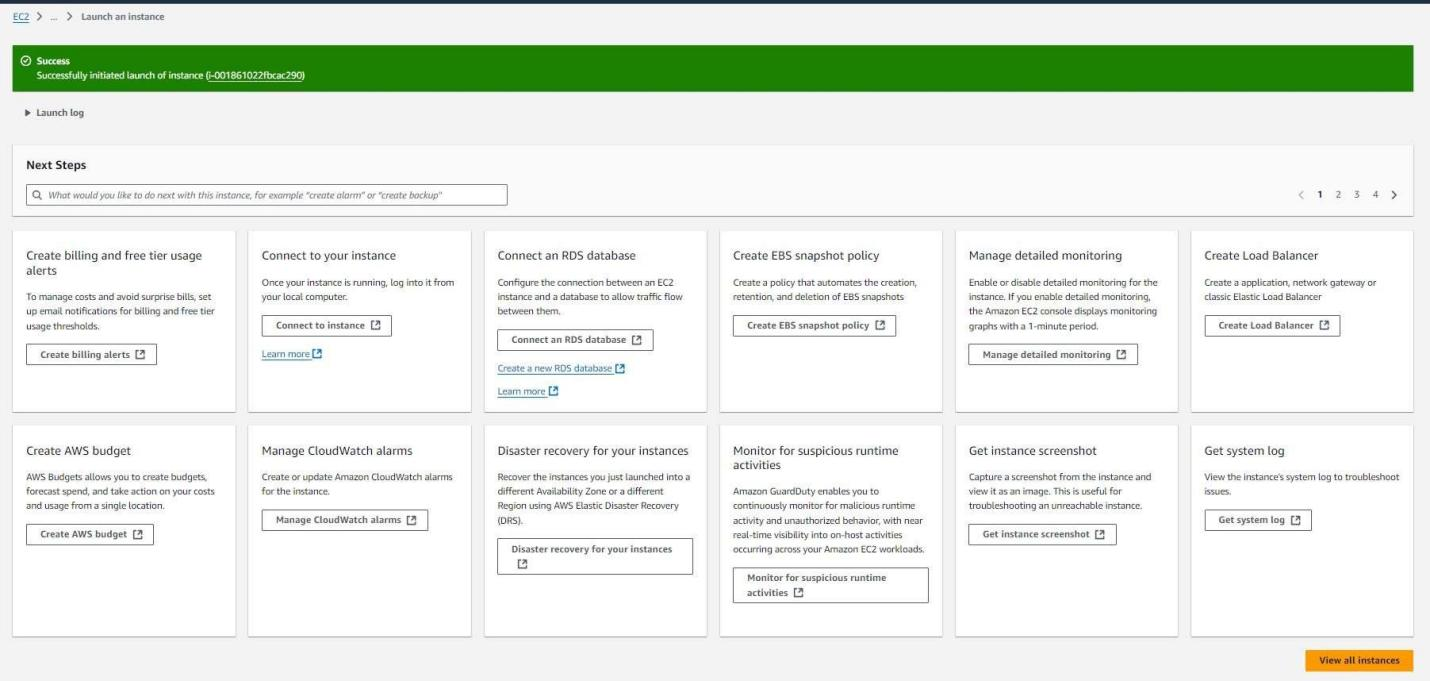 EC2 > ... > Launch an instance
Success
Successfully initiated launch of instance (i-001861022fbcac290)
Launch log
Next Steps
What would you like to do next with this instance, for example "create alarm" or "create backup"
< 1 2 3 4 >
Create billing and free tier usage
alerts
To manage costs and avoid surprise bills, set
up email notifications for billing and free tier
usage thresholds.
Create billing alerts
Connect to your instance
Once your instance is running, log into it from
your local computer.
Connect to instance
Learn more
Connect an RDS database
Configure the connection between an EC2
instance and a database to allow traffic flow
between them.
Connect an RDS database
Create a new RDS database
Learn more
Create EBS snapshot policy
Create a policy that automates the creation,
retention, and deletion of EBS snapshots
Create EBS snapshot policy
Manage detailed monitoring
Enable or disable detailed monitoring for the
instance. If you enable detailed monitoring,
the Amazon EC2 console displays monitoring
graphs with a 1-minute period.
Manage detailed monitoring
Create Load Balancer
Create a application, network gateway or
classic Elastic Load Balancer
Create Load Balancer
Create AWS budget
AWS Budgets allows you to create budgets,
forecast spend, and take action on your costs
and usage from a single location.
Create AWS budget
Manage CloudWatch alarms
Create or update Amazon CloudWatch alarms
for the instance.
Manage CloudWatch alarms
Disaster recovery for your instances
Recover the instances you just launched into a
different Availability Zone or a different
Region using AWS Elastic Disaster Recovery
(DRS).
Disaster recovery for your instances
Monitor for suspicious runtime
activities
Amazon GuardDuty enables you to
continuously monitor for malicious runtime
activity and unauthorized behavior, with near
real-time visibility into on-host activities
occurring across your Amazon EC2 workloads.
Monitor for suspicious runtime
activities
Get instance screenshot
Capture a screenshot from the instance and
view it as an image. This is useful for
troubleshooting an unreachable instance.
Get instance screenshot
Get system log
View the instance's system log to troubleshoot
issues.
Get system log
View all instances